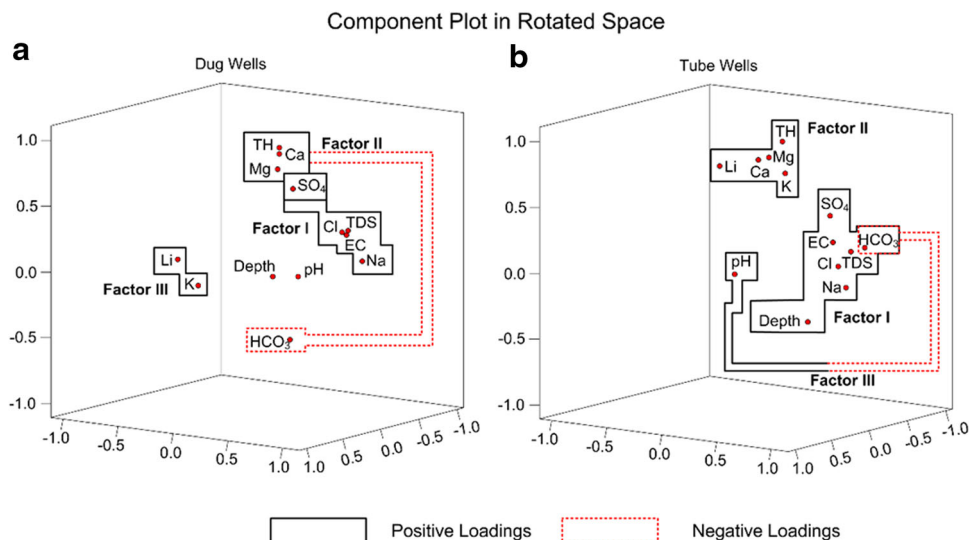 Component Plot in Rotated Space
a
Dug Wells
1.0
0.5
0.0
-0.5
-1.0
TH
Ca
Mg
Factor II
SO₄
Factor I
Cl
TDS
EC
Na
Li
Factor III
K
Depth
pH
HCO₃
-1.0
-0.5
0.0
0.5
1.0
1.0
0.5
0.0
-0.5
-1.0
b
Tube Wells
1.0
0.5
0.0
-0.5
-1.0
TH
Factor II
Li
Ca
Mg
K
SO₄
EC
HCO₃
pH
Cl
TDS
Na
Depth
Factor I
Factor III
-1.0
-0.5
0.0
0.5
1.0
1.0
0.5
0.0
-0.5
-1.0
Positive Loadings
Negative Loadings